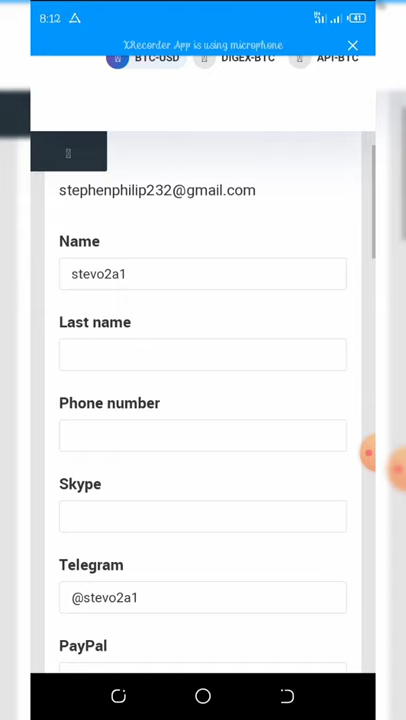 8:12
41
XRecorder App is using microphone
BTC-USD DIGEX-BTC API-BTC
stephenphilip232@gmail.com
Name
stevo2a1
Last name
Phone number
Skype
Telegram
@stevo2a1
PayPal